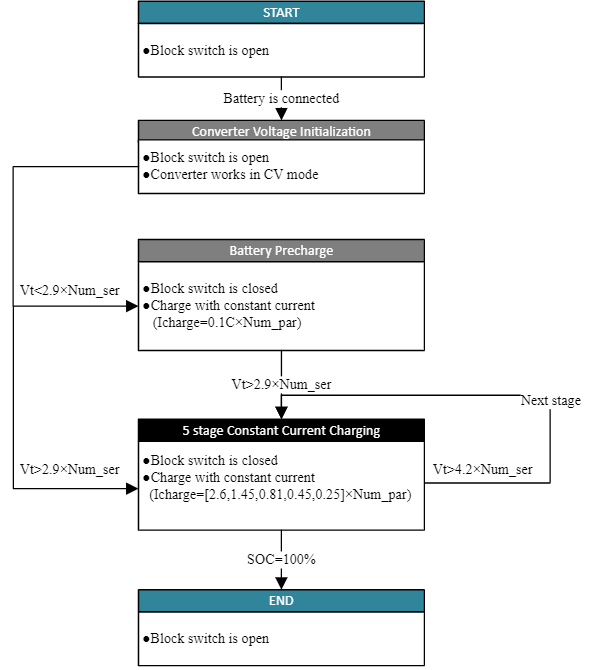 START
●Block switch is open
Battery is connected
Converter Voltage Initialization
●Block switch is open
●Converter works in CV mode
Battery Precharge
Vt<2.9×Num_ser
●Block switch is closed
●Charge with constant current
(Icharge=0.1C×Num_par)
Vt>2.9×Num_ser
Next stage
5 stage Constant Current Charging
●Block switch is closed
Vt>2.9×Num_ser
●Charge with constant current
Vt>4.2×Num_ser
(Icharge=[2.6,1.45,0.81,0.45,0.25]×Num_par)
SOC=100%
END
●Block switch is open